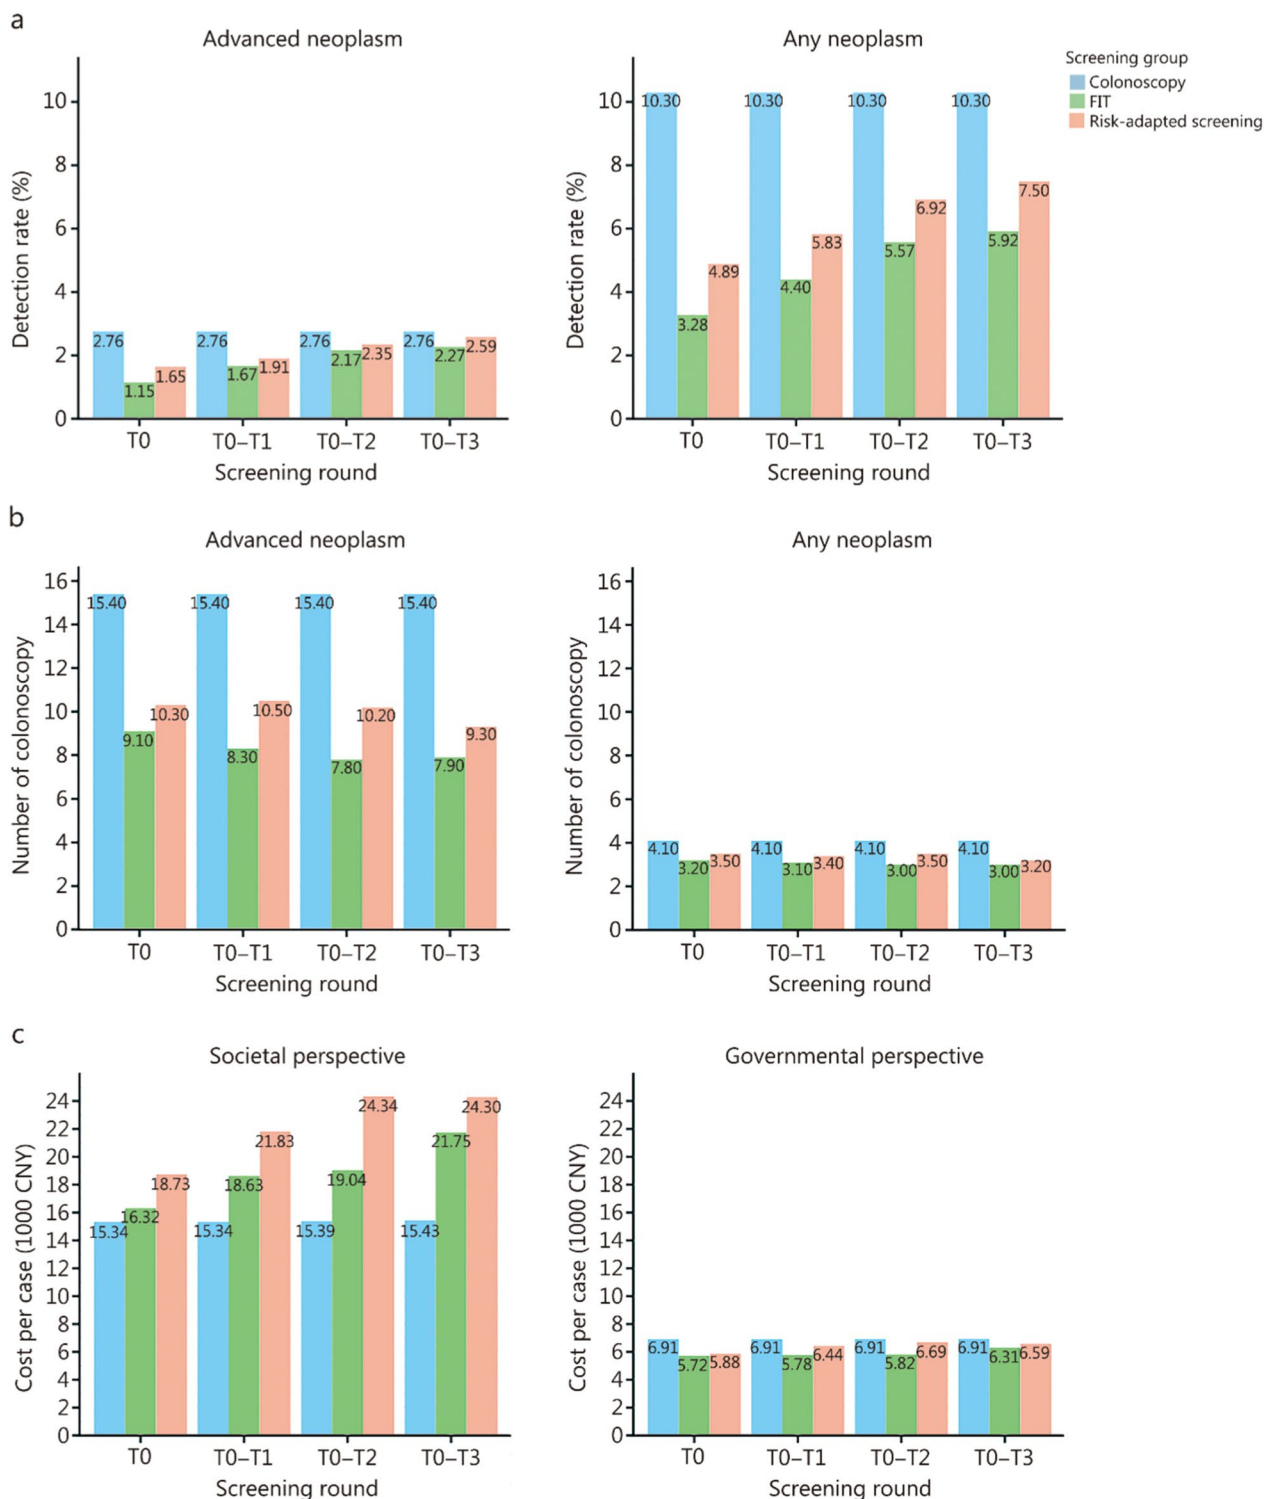 a
Advanced neoplasm
Detection rate (%)
10
8
6
4
2
0
2.76
1.15
1.65
2.76
1.67
1.91
2.76
2.17
2.35
2.76
2.27
2.59
T0
T0–T1
T0–T2
T0–T3
Screening round
Any neoplasm
Detection rate (%)
10
8
6
4
2
0
10.30
3.28
4.89
10.30
4.40
5.83
10.30
5.57
6.92
10.30
5.92
7.50
T0
T0–T1
T0–T2
T0–T3
Screening round
Screening group
Colonoscopy
FIT
Risk-adapted screening
b
Advanced neoplasm
Number of colonoscopy
16
14
12
10
8
6
4
2
0
15.40
9.10
10.30
15.40
8.30
10.50
15.40
7.80
10.20
15.40
7.90
9.30
T0
T0–T1
T0–T2
T0–T3
Screening round
Any neoplasm
Number of colonoscopy
16
14
12
10
8
6
4
2
0
4.10
3.20
3.50
4.10
3.10
3.40
4.10
3.00
3.50
4.10
3.00
3.20
T0
T0–T1
T0–T2
T0–T3
Screening round
c
Societal perspective
Cost per case (1000 CNY)
24
22
20
18
16
14
12
10
8
6
4
2
0
15.34
16.32
18.73
15.34
18.63
21.83
15.39
19.04
24.34
15.43
21.75
24.30
T0
T0–T1
T0–T2
T0–T3
Screening round
Governmental perspective
Cost per case (1000 CNY)
24
22
20
18
16
14
12
10
8
6
4
2
0
6.91
5.72
5.88
6.91
5.78
6.44
6.91
5.82
6.69
6.91
6.31
6.59
T0
T0–T1
T0–T2
T0–T3
Screening round